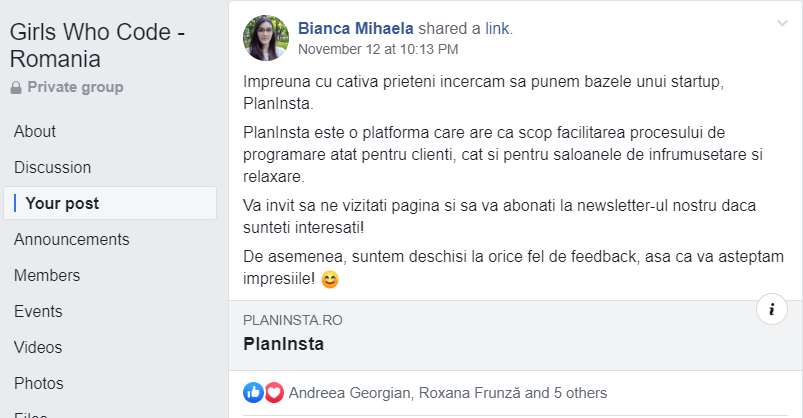 Girls Who Code -
Romania
Private group
About
Discussion
Your post
Announcements
Members
Events
Videos
Photos
Files
Bianca Mihaela shared a link.
November 12 at 10:13 PM
Impreuna cu cativa prieteni incercam sa punem bazele unui startup,
PlanInsta.
PlanInsta este o platforma care are ca scop facilitarea procesului de
programare atat pentru clienti, cat si pentru saloanele de infrumusetare si
relaxare.
Va invit sa ne vizitati pagina si sa va abonati la newsletter-ul nostru daca
sunteti interesati!
De asemenea, suntem deschisi la orice fel de feedback, asa ca va asteptam
impresiile! 😊
PLANINSTA.RO
PlanInsta
i
Andreea Georgian, Roxana Frunză and 5 others